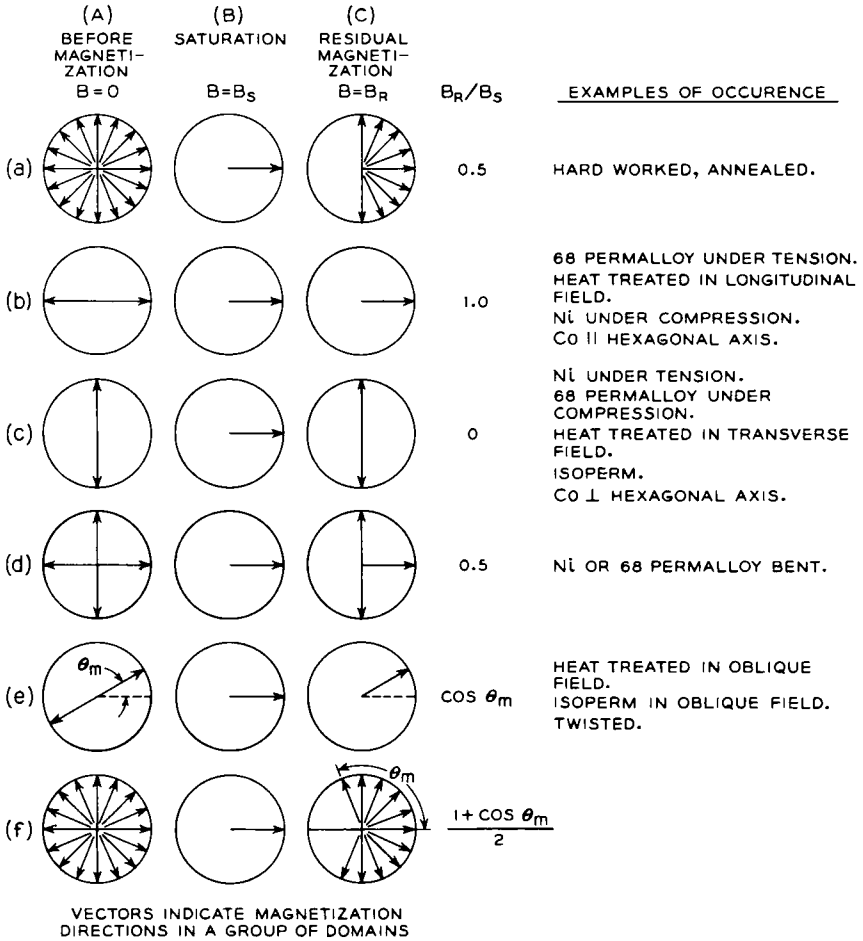 (A) (B) (C)
BEFORE SATURATION RESIDUAL
MAGNETI- MAGNETI-
ZATION ZATION
B=0 B=B_S B=B_R B_R/B_S EXAMPLES OF OCCURENCE
(a) 0.5 HARD WORKED, ANNEALED.
68 PERMALLOY UNDER TENSION.
HEAT TREATED IN LONGITUDINAL
(b) 1.0 FIELD.
Ni UNDER COMPRESSION.
Co || HEXAGONAL AXIS.
Ni UNDER TENSION.
68 PERMALLOY UNDER
COMPRESSION.
(c) 0 HEAT TREATED IN TRANSVERSE
FIELD.
ISOPERM.
Co ⊥ HEXAGONAL AXIS.
(d) 0.5 Ni OR 68 PERMALLOY BENT.
θm HEAT TREATED IN OBLIQUE
FIELD.
(e) COS θm ISOPERM IN OBLIQUE FIELD.
TWISTED.
θm
(f) 1 + COS θm
2
VECTORS INDICATE MAGNETIZATION
DIRECTIONS IN A GROUP OF DOMAINS